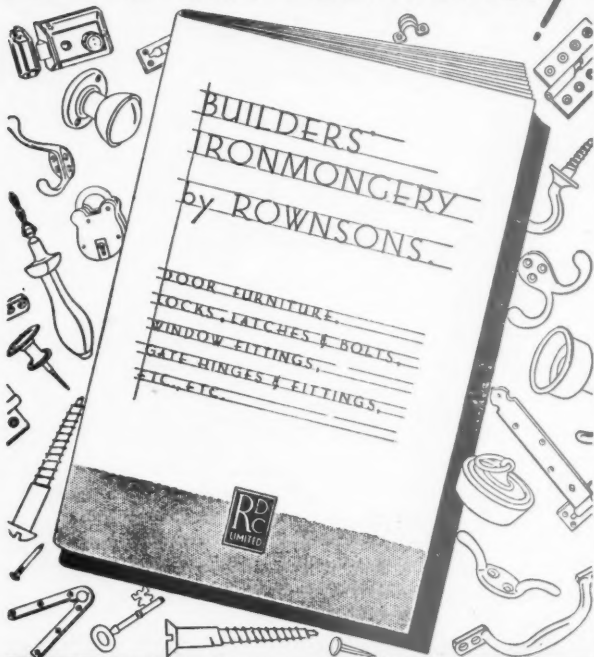 BUILDERS'
IRONMONGERY
by ROWNSONS.
DOOR FURNITURE,
LOCKS, LATCHES & BOLTS,
WINDOW FITTINGS,
GATE HINGES & FITTINGS,
ETC., ETC.
RDC
LIMITED